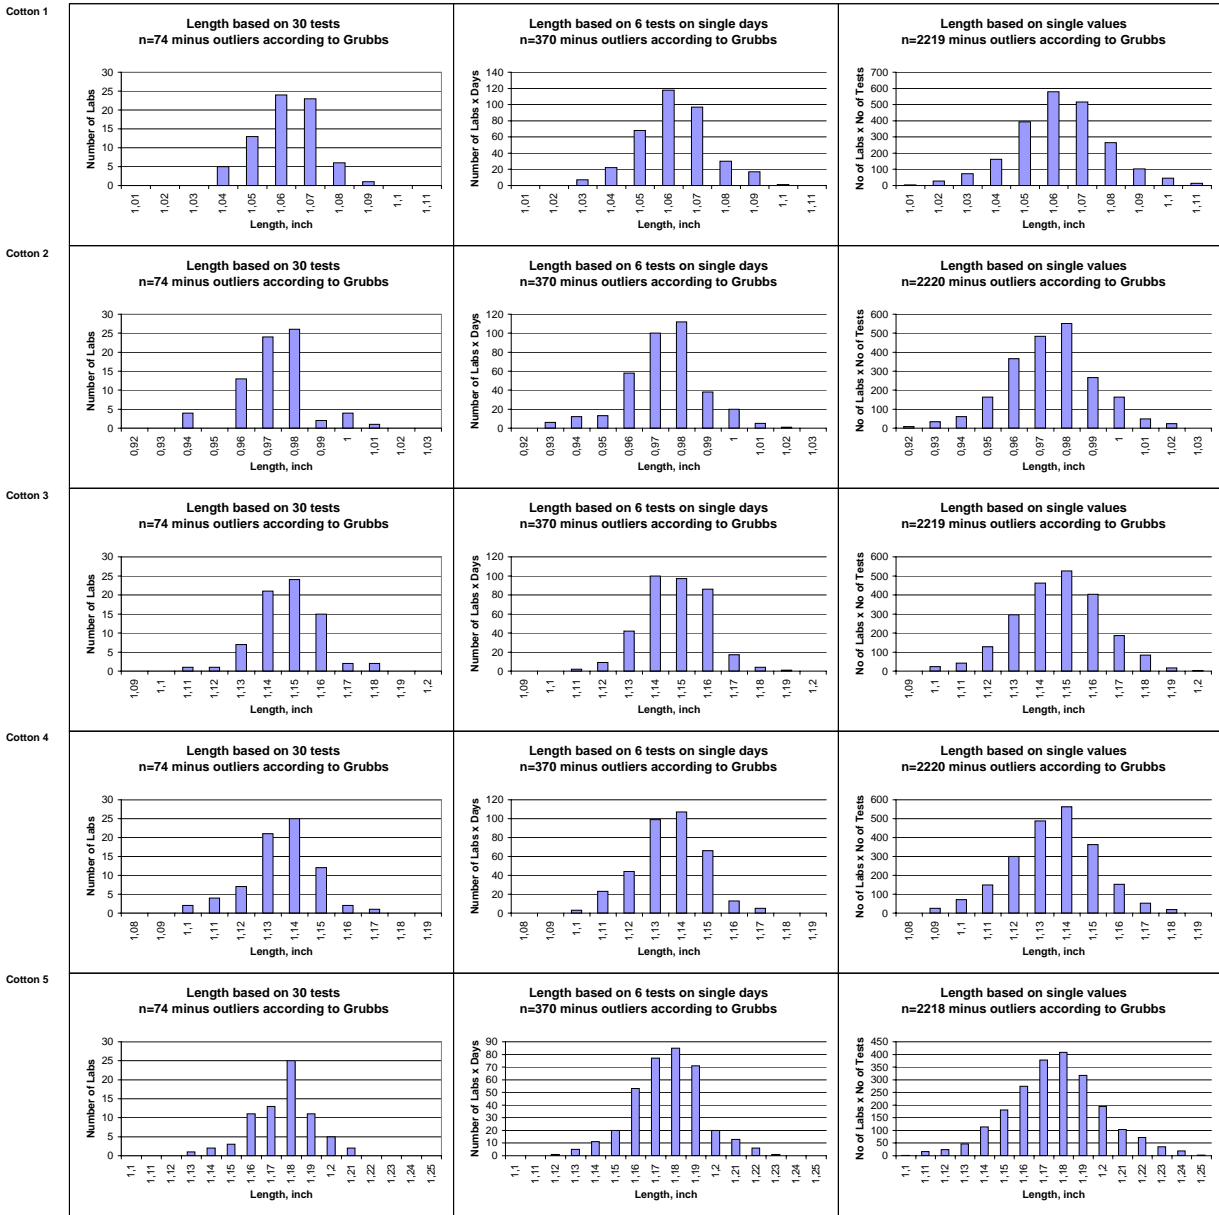 Cotton 1
Length based on 30 tests
n=74 minus outliers according to Grubbs
Number of Labs
30
25
20
15
10
5
0
1,01 1,02 1,03 1,04 1,05 1,06 1,07 1,08 1,09 1,1 1,11
Length, inch
Length based on 6 tests on single days
n=370 minus outliers according to Grubbs
Number of Labs x Days
140
120
100
80
60
40
20
0
1,01 1,02 1,03 1,04 1,05 1,06 1,07 1,08 1,09 1,1 1,11
Length, inch
Length based on single values
n=2219 minus outliers according to Grubbs
No of Labs x No of Tests
700
600
500
400
300
200
100
0
1,01 1,02 1,03 1,04 1,05 1,06 1,07 1,08 1,09 1,1 1,11
Length, inch
Cotton 2
Length based on 30 tests
n=74 minus outliers according to Grubbs
Number of Labs
30
25
20
15
10
5
0
0,92 0,93 0,94 0,95 0,96 0,97 0,98 0,99 1 1,01 1,02 1,03
Length, inch
Length based on 6 tests on single days
n=370 minus outliers according to Grubbs
Number of Labs x Days
120
100
80
60
40
20
0
0,92 0,93 0,94 0,95 0,96 0,97 0,98 0,99 1 1,01 1,02 1,03
Length, inch
Length based on single values
n=2220 minus outliers according to Grubbs
No of Labs x No of Tests
600
500
400
300
200
100
0
0,92 0,93 0,94 0,95 0,96 0,97 0,98 0,99 1 1,01 1,02 1,03
Length, inch
Cotton 3
Length based on 30 tests
n=74 minus outliers according to Grubbs
Number of Labs
30
25
20
15
10
5
0
1,09 1,1 1,11 1,12 1,13 1,14 1,15 1,16 1,17 1,18 1,19 1,2
Length, inch
Length based on 6 tests on single days
n=370 minus outliers according to Grubbs
Number of Labs x Days
120
100
80
60
40
20
0
1,09 1,1 1,11 1,12 1,13 1,14 1,15 1,16 1,17 1,18 1,19 1,2
Length, inch
Length based on single values
n=2219 minus outliers according to Grubbs
No of Labs x No of Tests
600
500
400
300
200
100
0
1,09 1,1 1,11 1,12 1,13 1,14 1,15 1,16 1,17 1,18 1,19 1,2
Length, inch
Cotton 4
Length based on 30 tests
n=74 minus outliers according to Grubbs
Number of Labs
30
25
20
15
10
5
0
1,08 1,09 1,1 1,11 1,12 1,13 1,14 1,15 1,16 1,17 1,18 1,19
Length, inch
Length based on 6 tests on single days
n=370 minus outliers according to Grubbs
Number of Labs x Days
120
100
80
60
40
20
0
1,08 1,09 1,1 1,11 1,12 1,13 1,14 1,15 1,16 1,17 1,18 1,19
Length, inch
Length based on single values
n=2220 minus outliers according to Grubbs
No of Labs x No of Tests
600
500
400
300
200
100
0
1,08 1,09 1,1 1,11 1,12 1,13 1,14 1,15 1,16 1,17 1,18 1,19
Length, inch
Cotton 5
Length based on 30 tests
n=74 minus outliers according to Grubbs
Number of Labs
30
25
20
15
10
5
0
1,1 1,11 1,12 1,13 1,14 1,15 1,16 1,17 1,18 1,19 1,2 1,21 1,22 1,23 1,24 1,25
Length, inch
Length based on 6 tests on single days
n=370 minus outliers according to Grubbs
Number of Labs x Days
90
80
70
60
50
40
30
20
10
0
1,1 1,11 1,12 1,13 1,14 1,15 1,16 1,17 1,18 1,19 1,2 1,21 1,22 1,23 1,24 1,25
Length, inch
Length based on single values
n=2218 minus outliers according to Grubbs
No of Labs x No of Tests
450
400
350
300
250
200
150
100
50
0
1,1 1,11 1,12 1,13 1,14 1,15 1,16 1,17 1,18 1,19 1,2 1,21 1,22 1,23 1,24 1,25
Length, inch